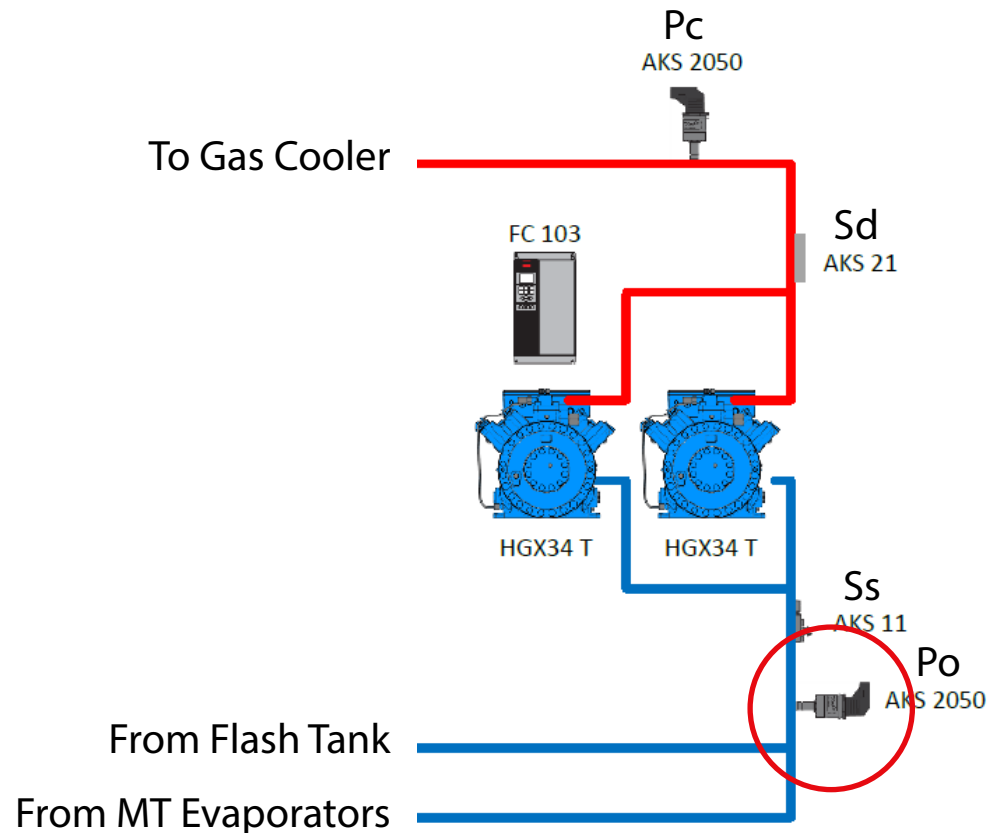 Pc
AKS 2050
To Gas Cooler
FC 103
Sd
AKS 21
HGX34 T
HGX34 T
Ss
AKS 11
Po
AKS 2050
From Flash Tank
From MT Evaporators